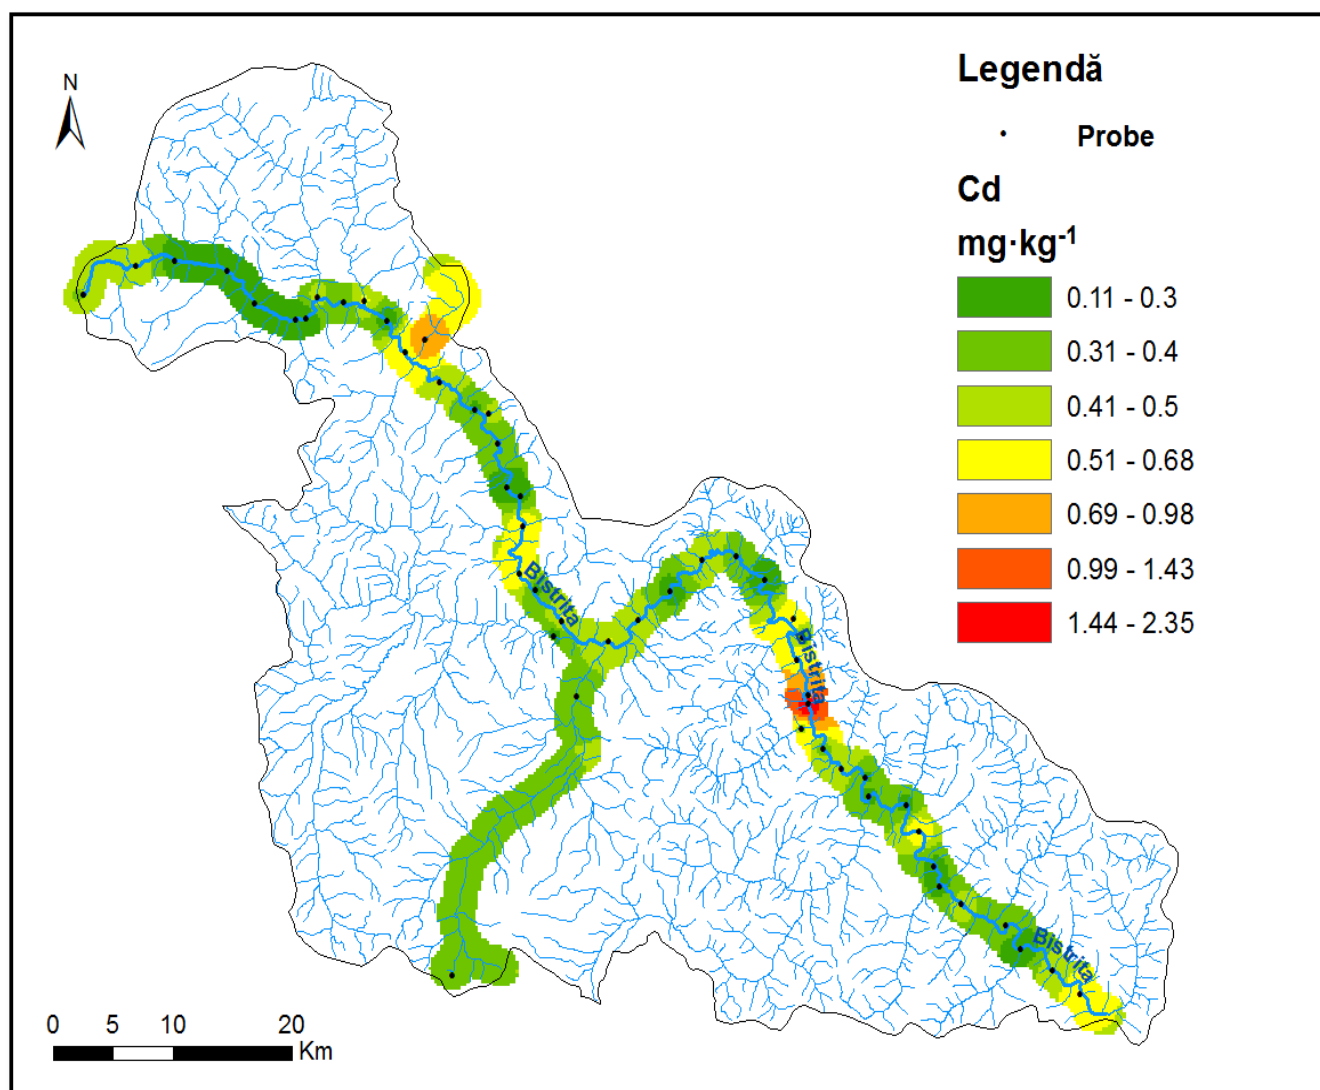 N
Legendă
Probe
Cd
mg·kg-1
0.11 - 0.3
0.31 - 0.4
0.41 - 0.5
0.51 - 0.68
0.69 - 0.98
0.99 - 1.43
1.44 - 2.35
Bistrita
Bistrita
Bistrita
0 5 10 20
Km